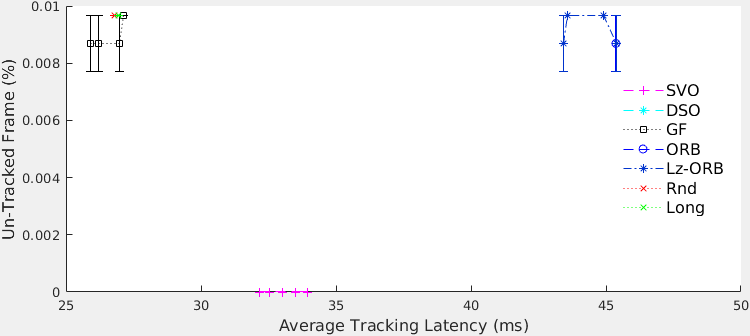 0.01
0.008
0.006
0.004
0.002
0
Un-Tracked Frame (%)
25
30
35
40
45
50
Average Tracking Latency (ms)
SVO
DSO
GF
ORB
Lz-ORB
Rnd
Long